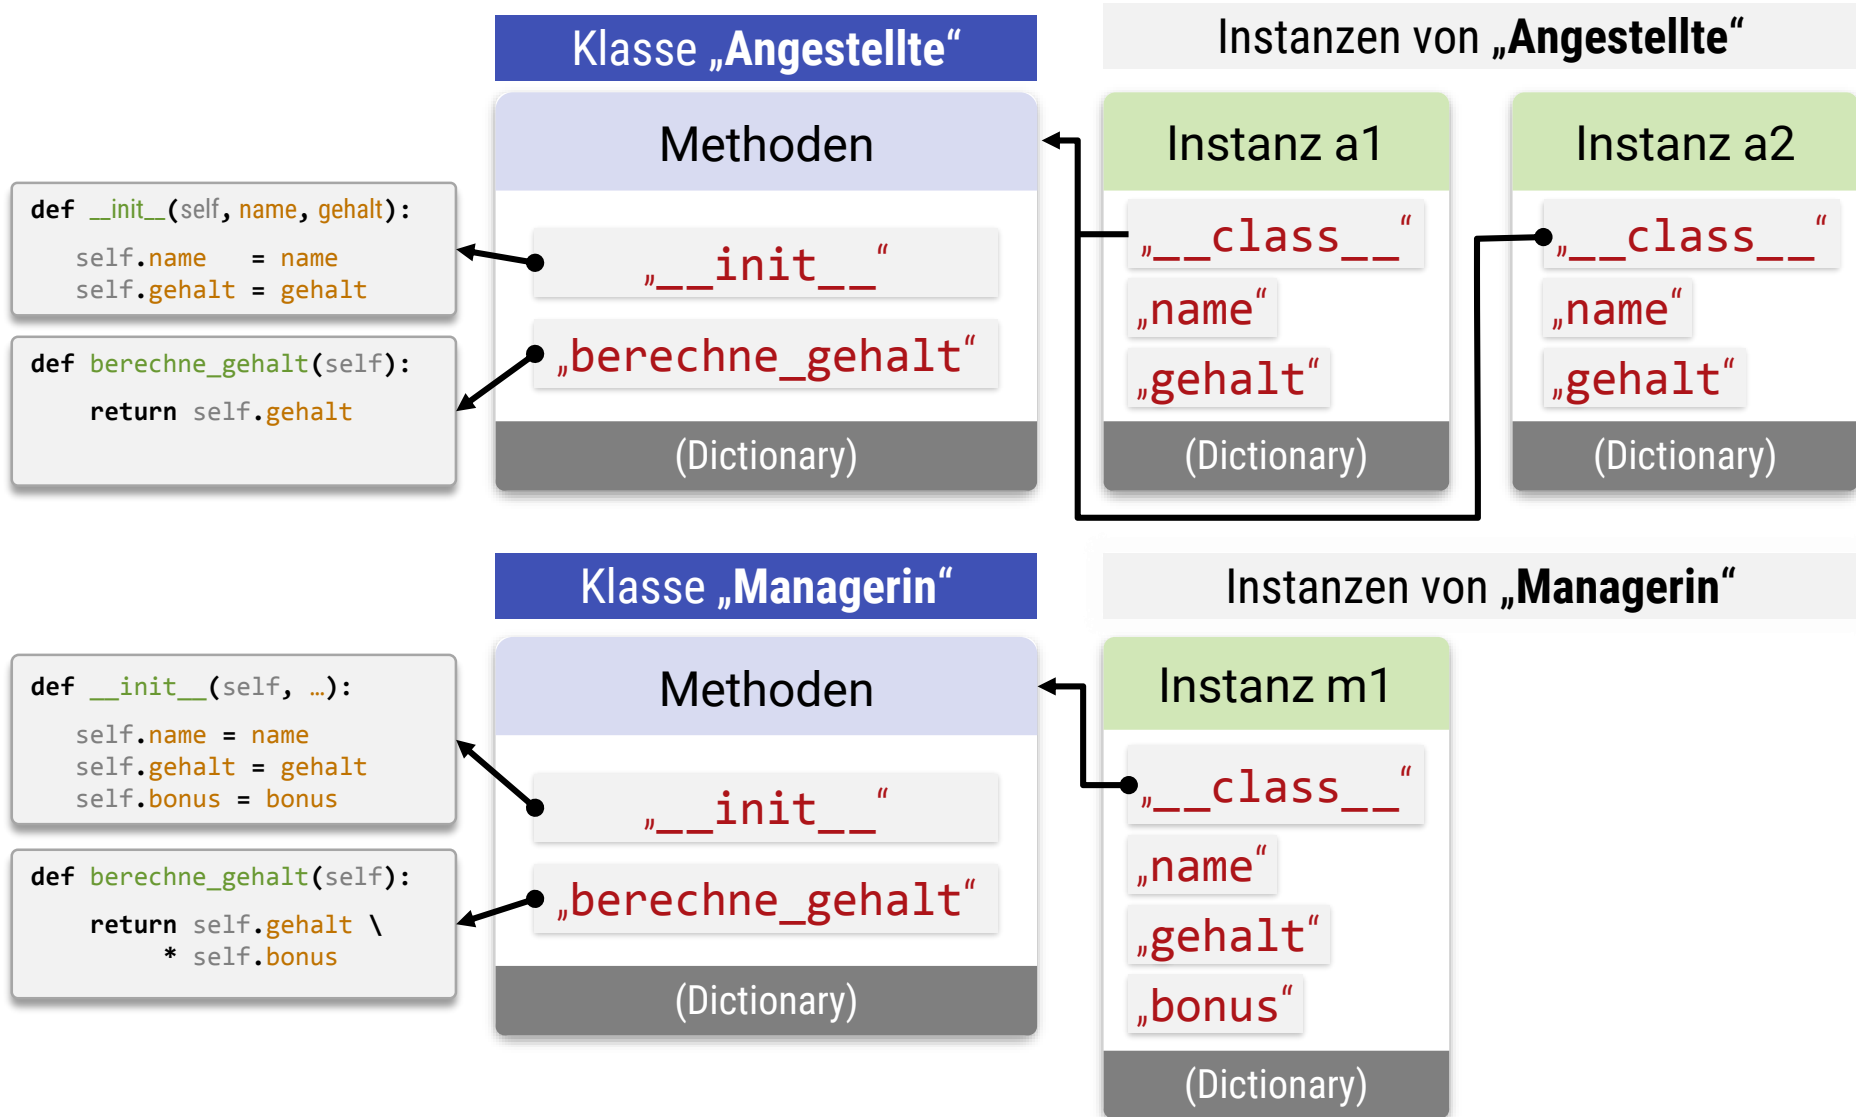 Klasse „Angestellte“
Instanzen von „Angestellte“
Methoden
Instanz a1
Instanz a2
def __init__(self, name, gehalt):
self.name   = name
self.gehalt = gehalt
def berechne_gehalt(self):
return self.gehalt
„__init__“
„berechne_gehalt“
(Dictionary)
„__class__“
„name“
„gehalt“
(Dictionary)
„__class__“
„name“
„gehalt“
(Dictionary)
Klasse „Managerin“
Instanzen von „Managerin“
Methoden
Instanz m1
def __init__(self, …):
self.name = name
self.gehalt = gehalt
self.bonus = bonus
def berechne_gehalt(self):
return self.gehalt \
* self.bonus
„__init__“
„berechne_gehalt“
(Dictionary)
„__class__“
„name“
„gehalt“
„bonus“
(Dictionary)